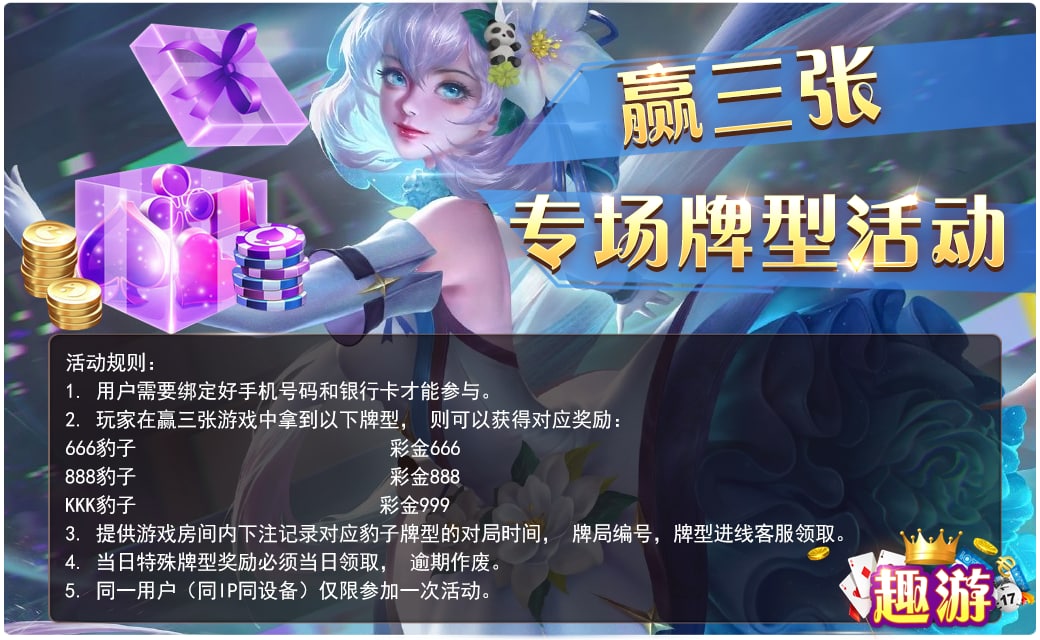 赢三张
专场牌型活动
活动规则:
1. 用户需要绑定好手机号码和银行卡才能参与。
2. 玩家在赢三张游戏中拿到以下牌型， 则可以获得对应奖励:
666豹子 彩金666
888豹子 彩金888
KKK豹子 彩金999
3. 提供游戏房间内下注记录对应豹子牌型的对局时间， 牌局编号，牌型进线客服领取。
4. 当日特殊牌型奖励必须当日领取， 逾期作废。
5. 同一用户（同IP同设备）仅限参加一次活动。
趣游
17